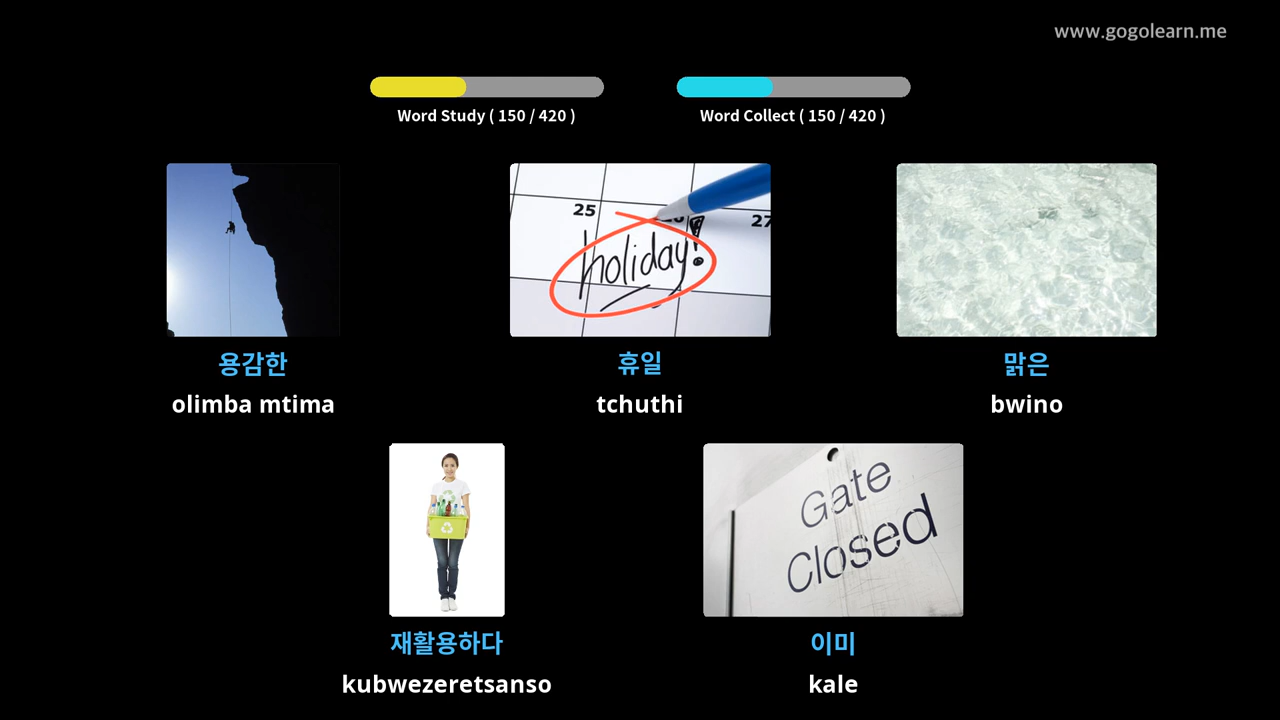 www.gogolearn.me
Word Study ( 150 / 420 )
Word Collect ( 150 / 420 )
25
27
holiday!
용감한
휴일
맑은
olimba mtima
tchuthi
bwino
Gate
Closed
재활용하다
이미
kubwezeretsanso
kale